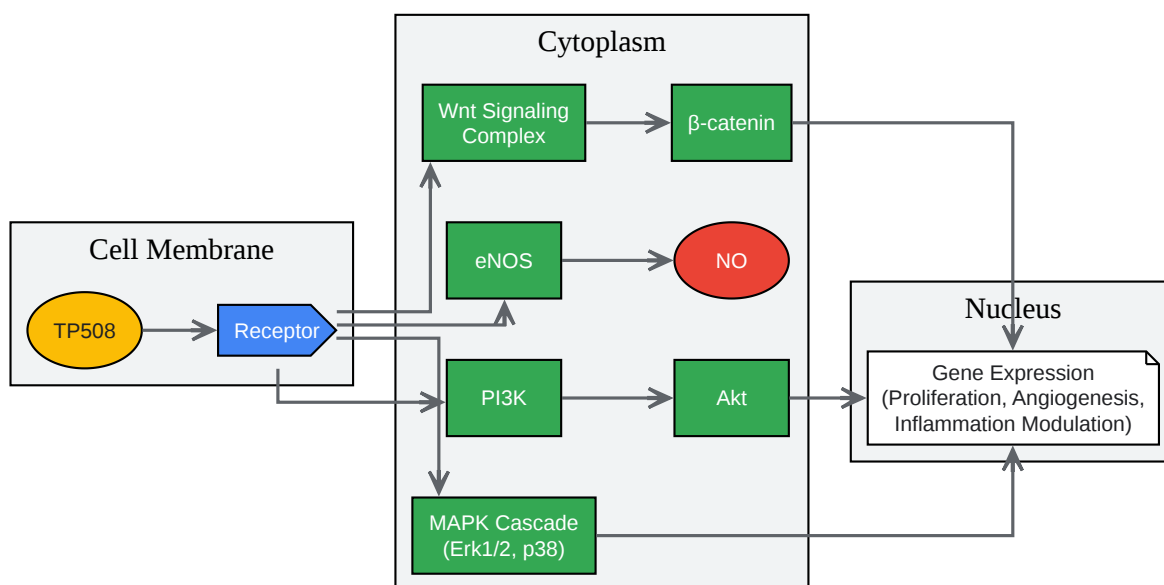 Cytoplasm
Wnt Signaling
Complex
β-catenin
Cell Membrane
eNOS
NO
TP508
Receptor
Nucleus
PI3K
Akt
Gene Expression
(Proliferation, Angiogenesis,
Inflammation Modulation)
MAPK Cascade
(Erk1/2, p38)